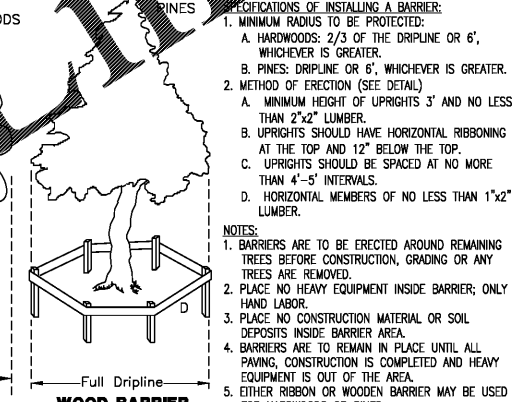 ODS
PINES
D
Full Dripline
WOOD BARRIER
SPECIFICATIONS OF INSTALLING A BARRIER:
1. MINIMUM RADIUS TO BE PROTECTED:
A. HARDWOODS: 2/3 OF THE DRIPLINE OR 6',
WHICHEVER IS GREATER.
B. PINES: DRIPLINE OR 6', WHICHEVER IS GREATER.
2. METHOD OF ERECTION (SEE DETAIL)
A. MINIMUM HEIGHT OF UPRIGHTS 3' AND NO LESS
THAN 2"x2" LUMBER.
B. UPRIGHTS SHOULD HAVE HORIZONTAL RIBBONING
AT THE TOP AND 12" BELOW THE TOP.
C. UPRIGHTS SHOULD BE SPACED AT NO MORE
THAN 4'-5' INTERVALS.
D. HORIZONTAL MEMBERS OF NO LESS THAN 1"x2"
LUMBER.
NOTES:
1. BARRIERS ARE TO BE ERECTED AROUND REMAINING
TREES BEFORE CONSTRUCTION, GRADING OR ANY
TREES ARE REMOVED.
2. PLACE NO HEAVY EQUIPMENT INSIDE BARRIER; ONLY
HAND LABOR.
3. PLACE NO CONSTRUCTION MATERIAL OR SOIL
DEPOSITS INSIDE BARRIER AREA.
4. BARRIERS ARE TO REMAIN IN PLACE UNTIL ALL
PAVING, CONSTRUCTION IS COMPLETED AND HEAVY
EQUIPMENT IS OUT OF THE AREA.
5. EITHER RIBBON OR WOODEN BARRIER MAY BE USED